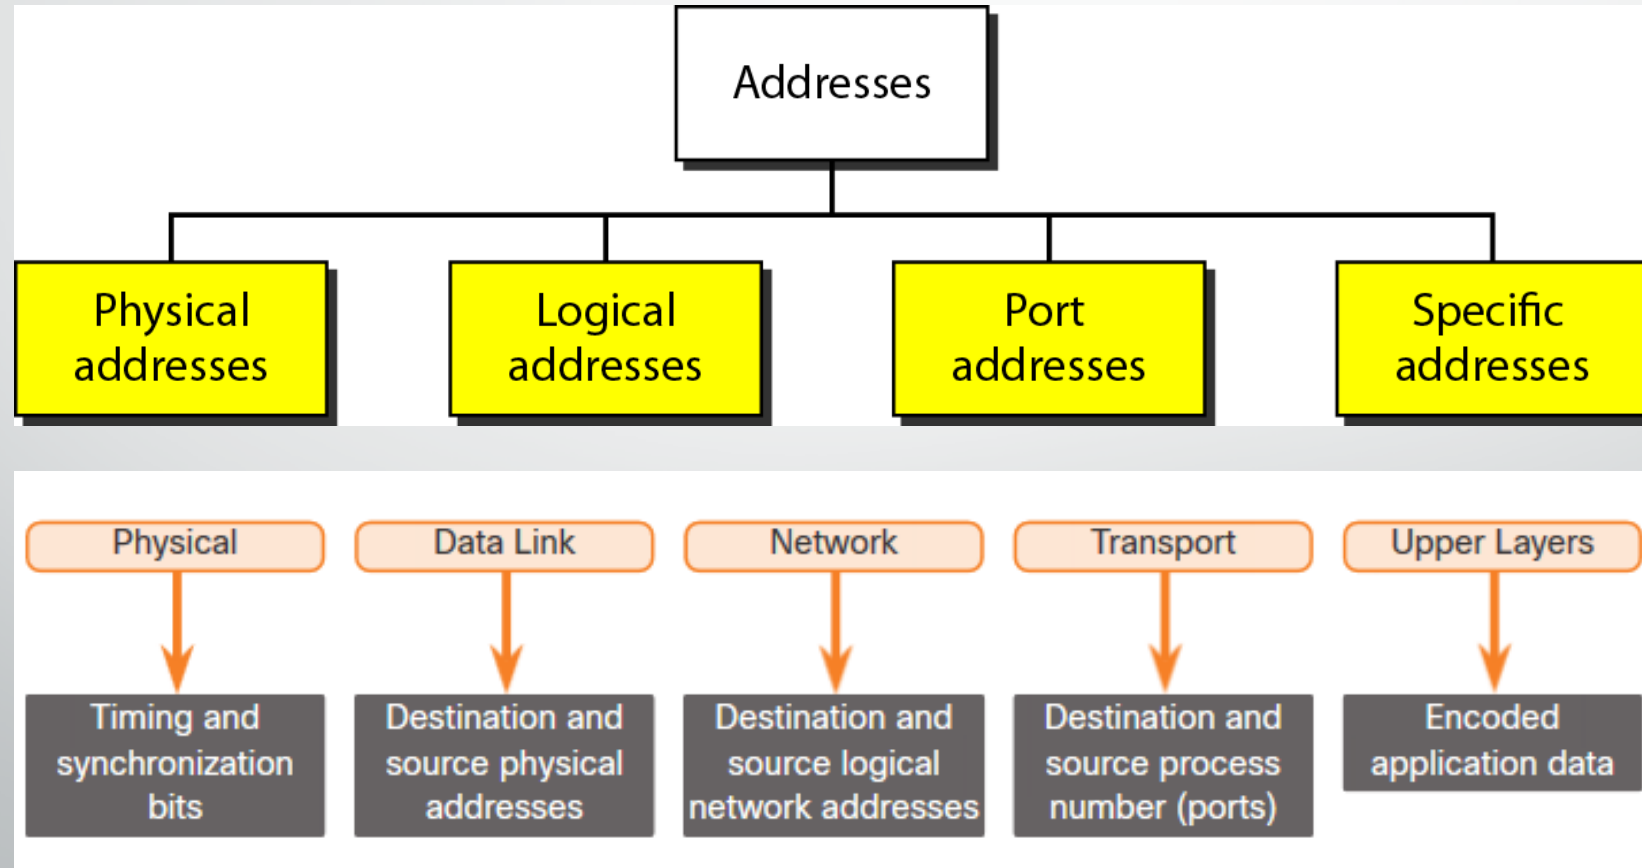 Addresses
Physical
addresses
Logical
addresses
Port
addresses
Specific
addresses
Physical
Data Link
Network
Transport
Upper Layers
Timing and
synchronization
bits
Destination and
source physical
addresses
Destination and
source logical
network addresses
Destination and
source process
number (ports)
Encoded
application data